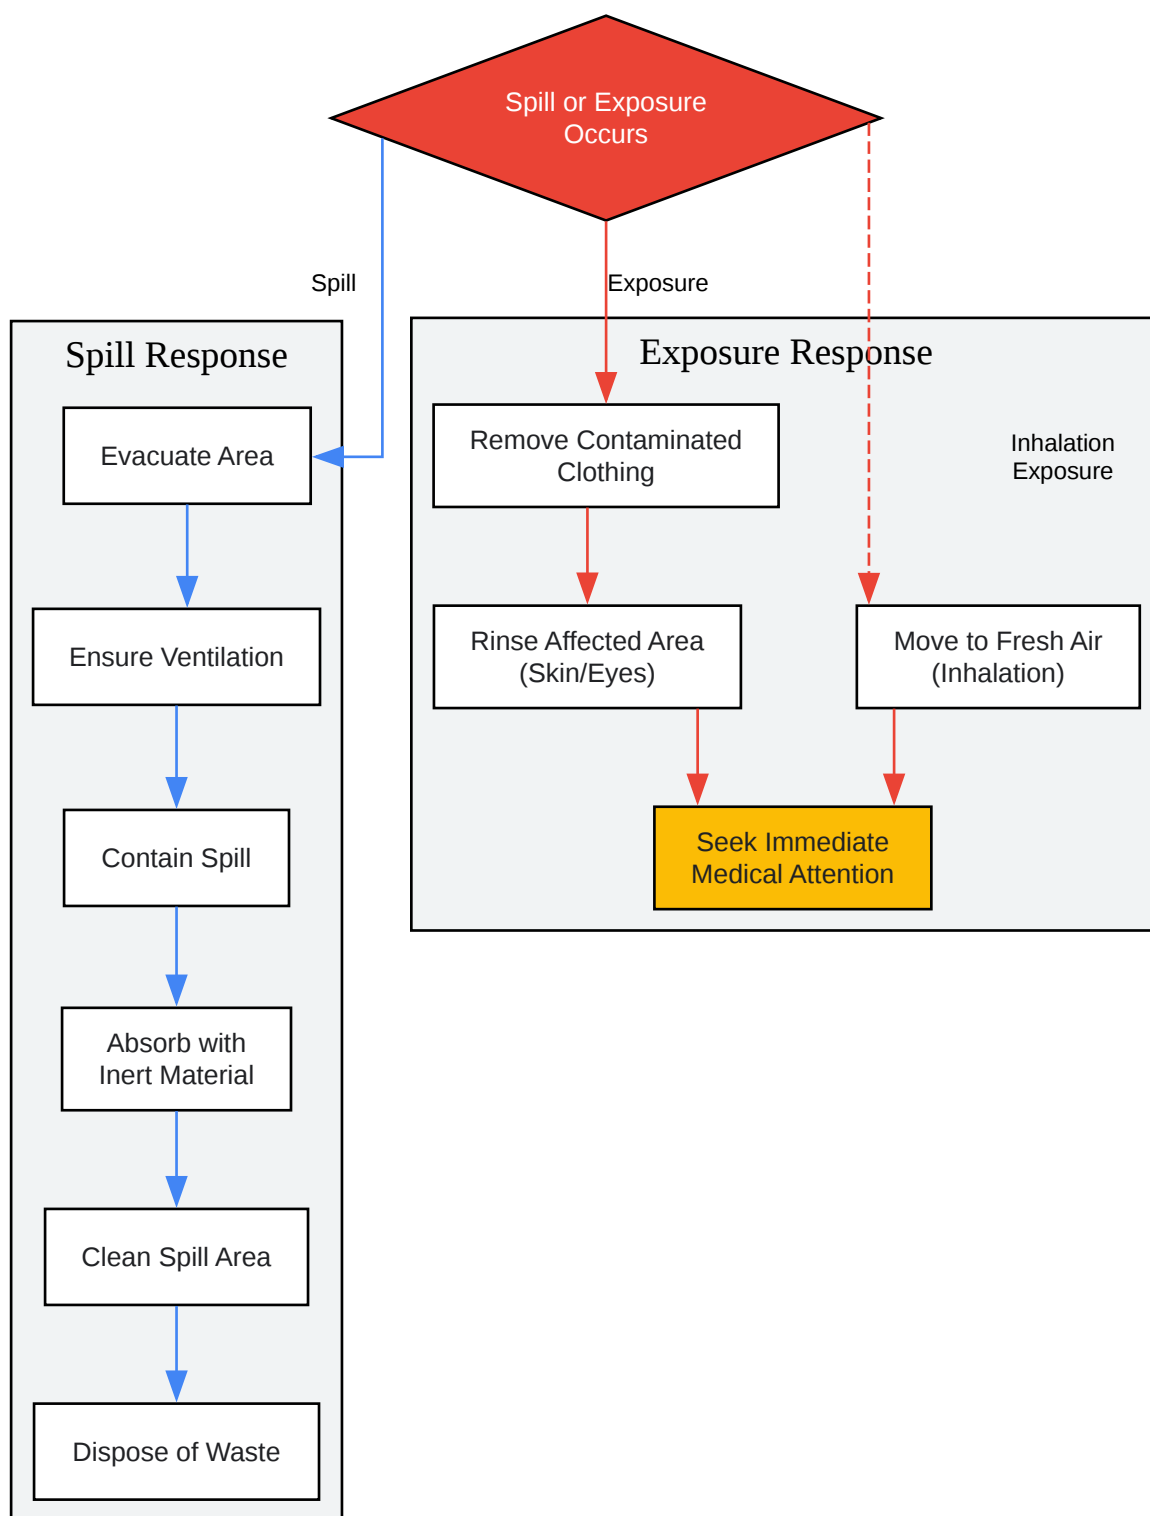 Spill or Exposure
Occurs
Spill
Exposure
Spill Response
Evacuate Area
Ensure Ventilation
Contain Spill
Absorb with
Inert Material
Clean Spill Area
Dispose of Waste
Exposure Response
Remove Contaminated
Clothing
Inhalation
Exposure
Rinse Affected Area
(Skin/Eyes)
Move to Fresh Air
(Inhalation)
Seek Immediate
Medical Attention